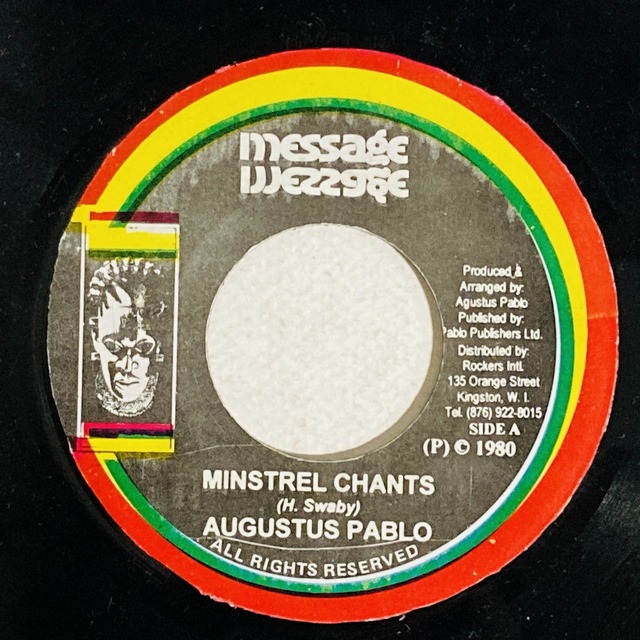 message
message
Produced &
Arranged by:
Agustus Pablo
Published by:
Pablo Publishers Ltd.
Distributed by:
Rockers Intl.
135 Orange Street
Kingston, W. I.
Tel. (876) 922-8015
SIDE A
(P) © 1980
MINSTREL CHANTS
(H. Swaby)
AUGUSTUS PABLO
ALL RIGHTS RESERVED